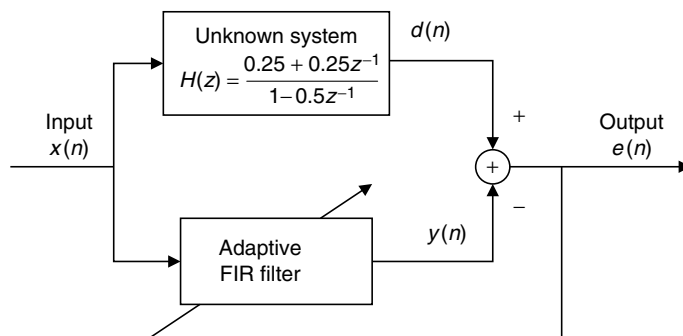 Unknown system
H(z) = 0.25 + 0.25z⁻¹ / 1−0.5z⁻¹
d(n)
+
Input
x(n)
+
Output
e(n)
−
Adaptive
FIR filter
y(n)